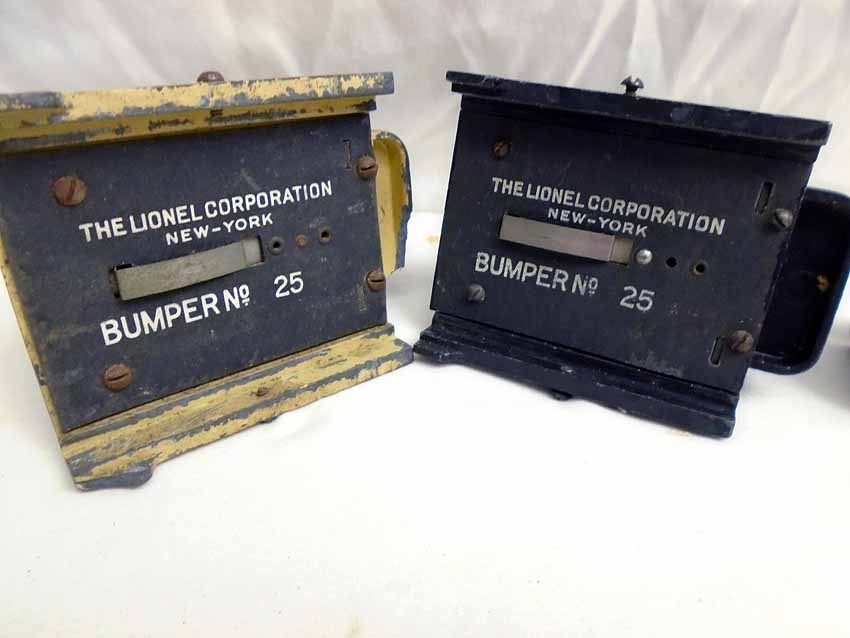 THE LIONEL CORPORATION
NEW-YORK
BUMPER No. 25
THE LIONEL CORPORATION
NEW-YORK
BUMPER No. 25